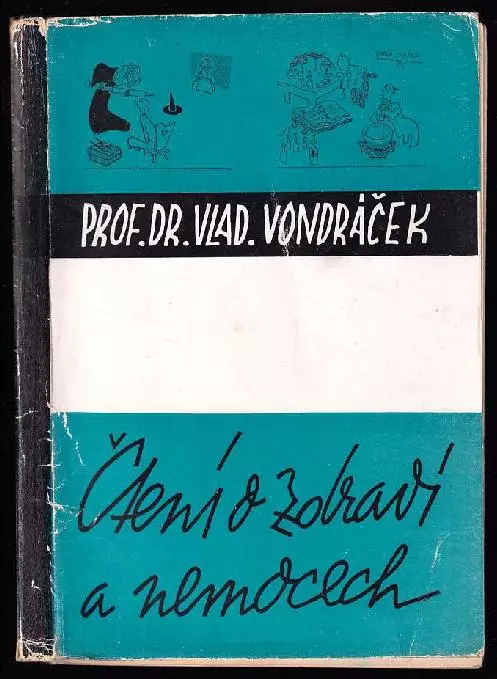 PROF. DR. VLAD. VONDRÁČEK
Čtení o zdraví
a nemocech